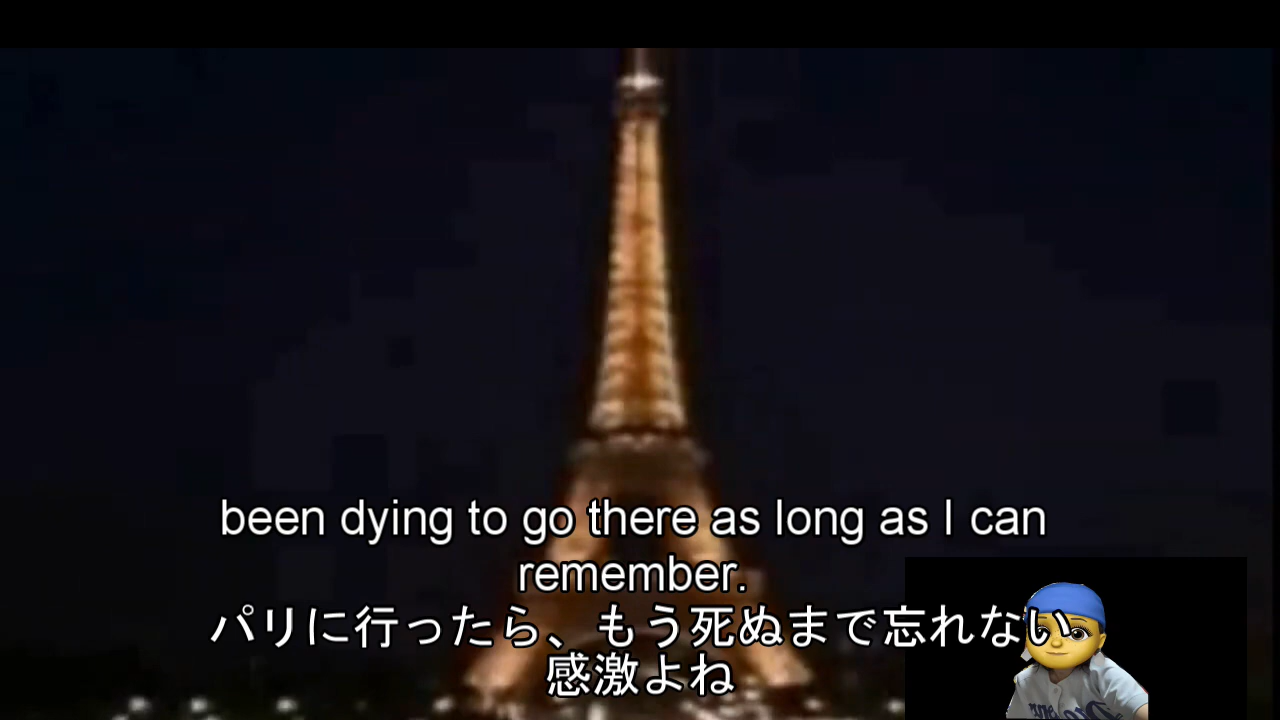 been dying to go there as long as I can
remember.
パリに行ったら、もう死ぬまで忘れない
感激よね